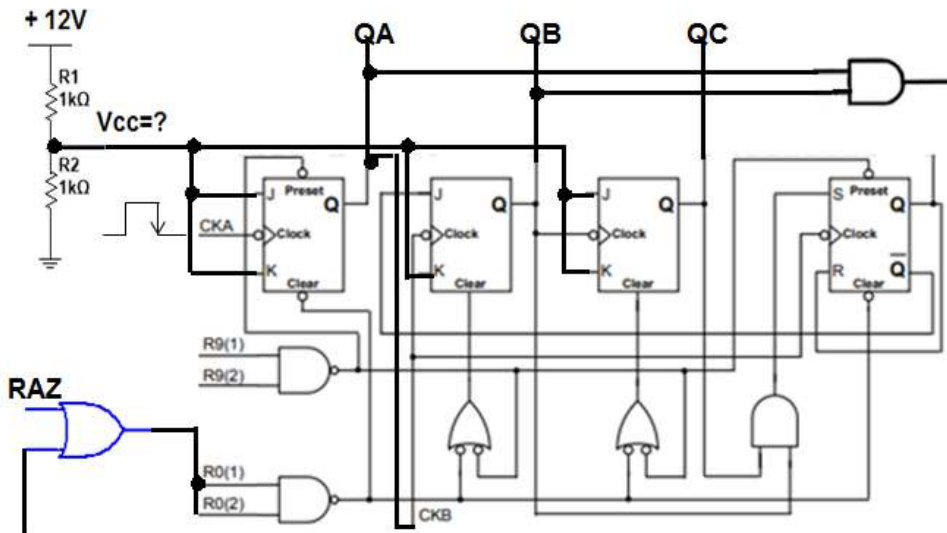 + 12V
QA
QB
QC
R1
1kΩ
Vcc=?
R2
1kΩ
J
Preset
Q
CKA
Clock
K
Clear
J
Q
Clock
K
Clear
J
Q
Clock
K
Clear
S
Preset
Q
Clock
R
Q
Clear
R9(1)
R9(2)
RAZ
R0(1)
R0(2)
CKB